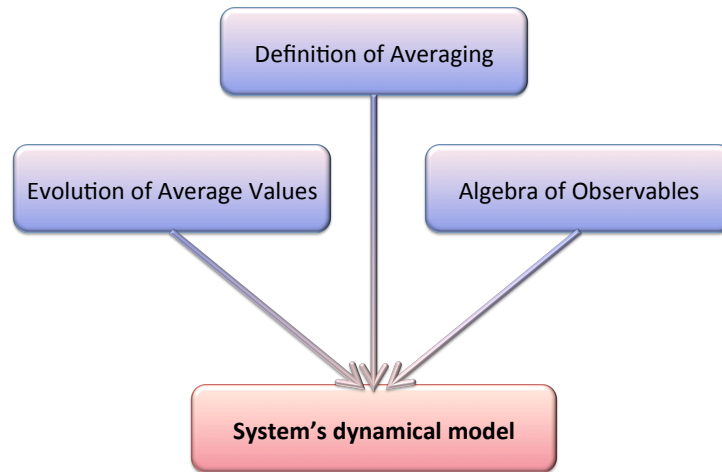 Definition of Averaging
Evolution of Average Values
Algebra of Observables
System’s dynamical model